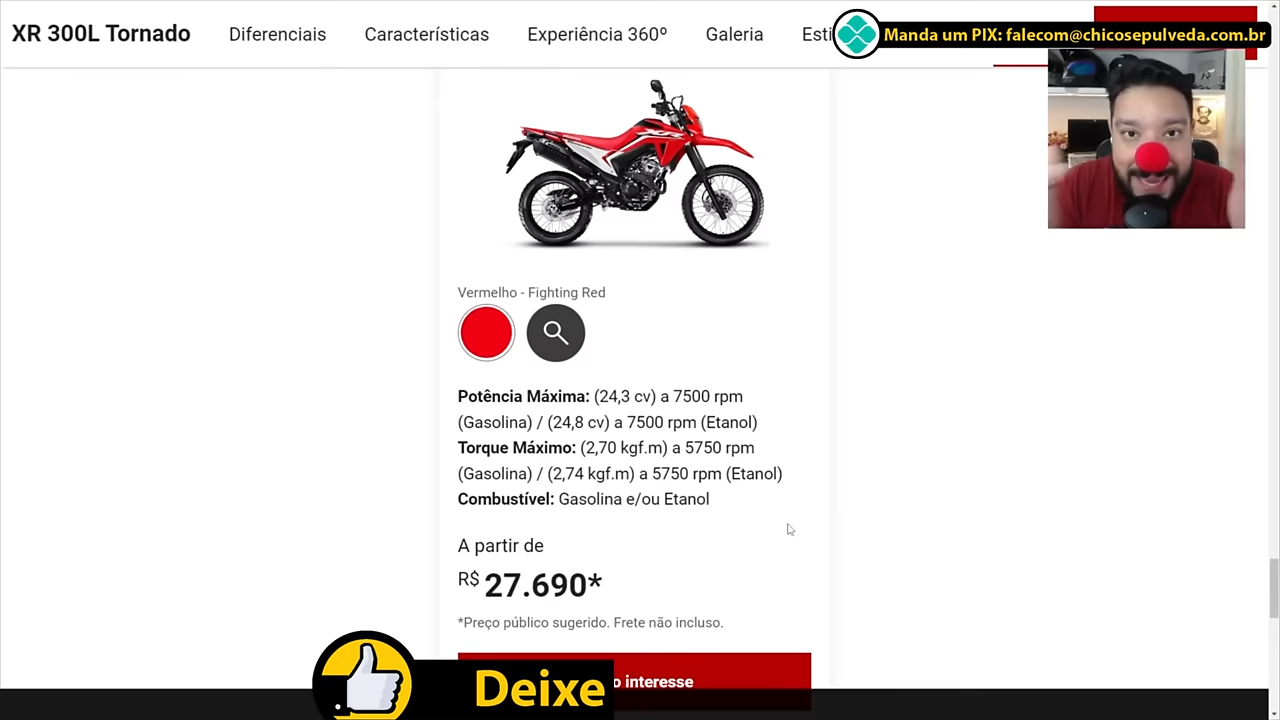 XR 300L Tornado
Diferenciais
Características
Experiência 360º
Galeria
Esti
Manda um PIX: falecom@chicosepulveda.com.br
XR
Vermelho - Fighting Red
Potência Máxima: (24,3 cv) a 7500 rpm
(Gasolina) / (24,8 cv) a 7500 rpm (Etanol)
Torque Máximo: (2,70 kgf.m) a 5750 rpm
(Gasolina) / (2,74 kgf.m) a 5750 rpm (Etanol)
Combustível: Gasolina e/ou Etanol
A partir de
R$ 27.690*
*Preço público sugerido. Frete não incluso.
o interesse
Deixe